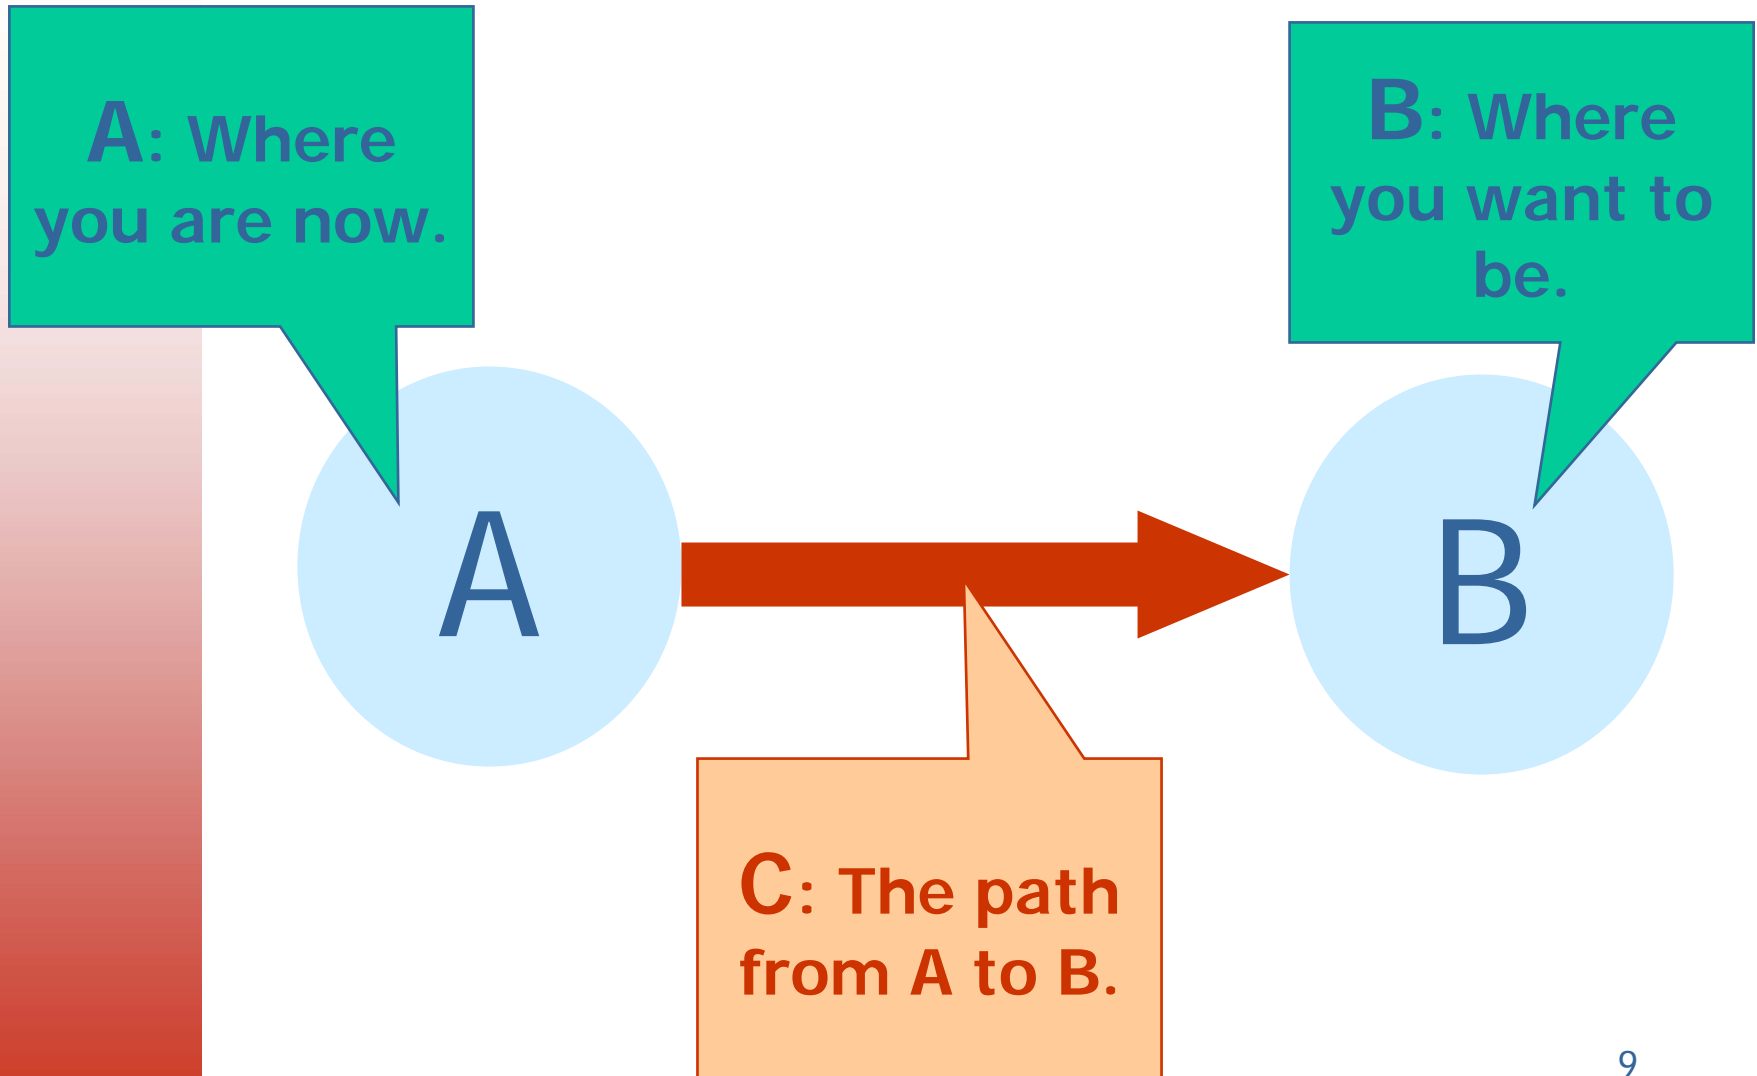 A: Where
you are now.
B: Where
you want to
be.
A
B
C: The path
from A to B.
9